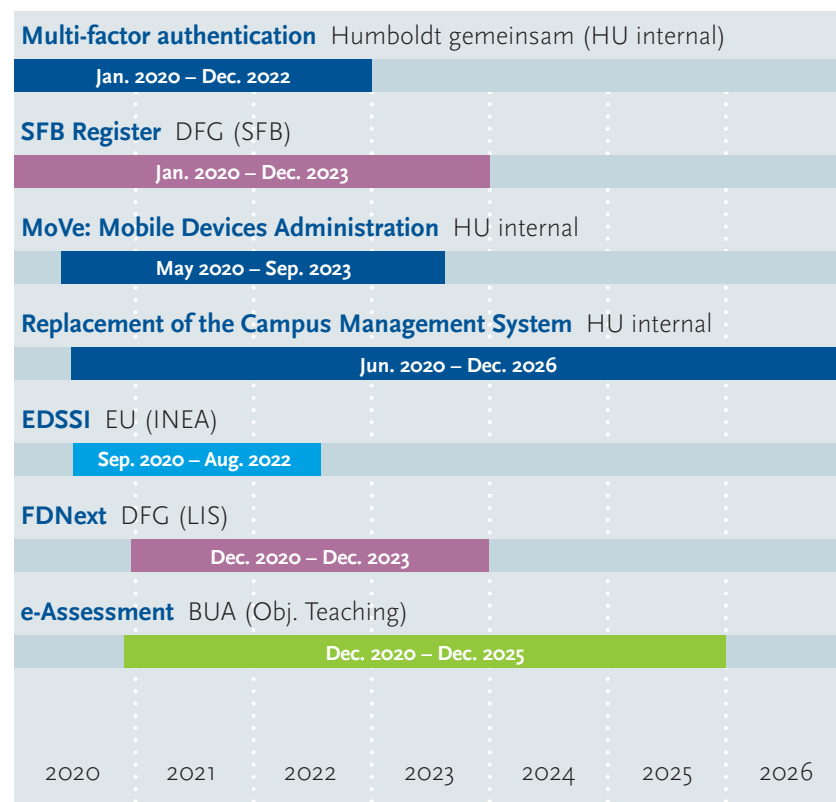 Multi-factor authentication Humboldt gemeinsam (HU internal)
Jan. 2020 – Dec. 2022
SFB Register DFG (SFB)
Jan. 2020 – Dec. 2023
MoVe: Mobile Devices Administration HU internal
May 2020 – Sep. 2023
Replacement of the Campus Management System HU internal
Jun. 2020 – Dec. 2026
EDSSI EU (INEA)
Sep. 2020 – Aug. 2022
FDNext DFG (LIS)
Dec. 2020 – Dec. 2023
e-Assessment BUA (Obj. Teaching)
Dec. 2020 – Dec. 2025
2020 2021 2022 2023 2024 2025 2026